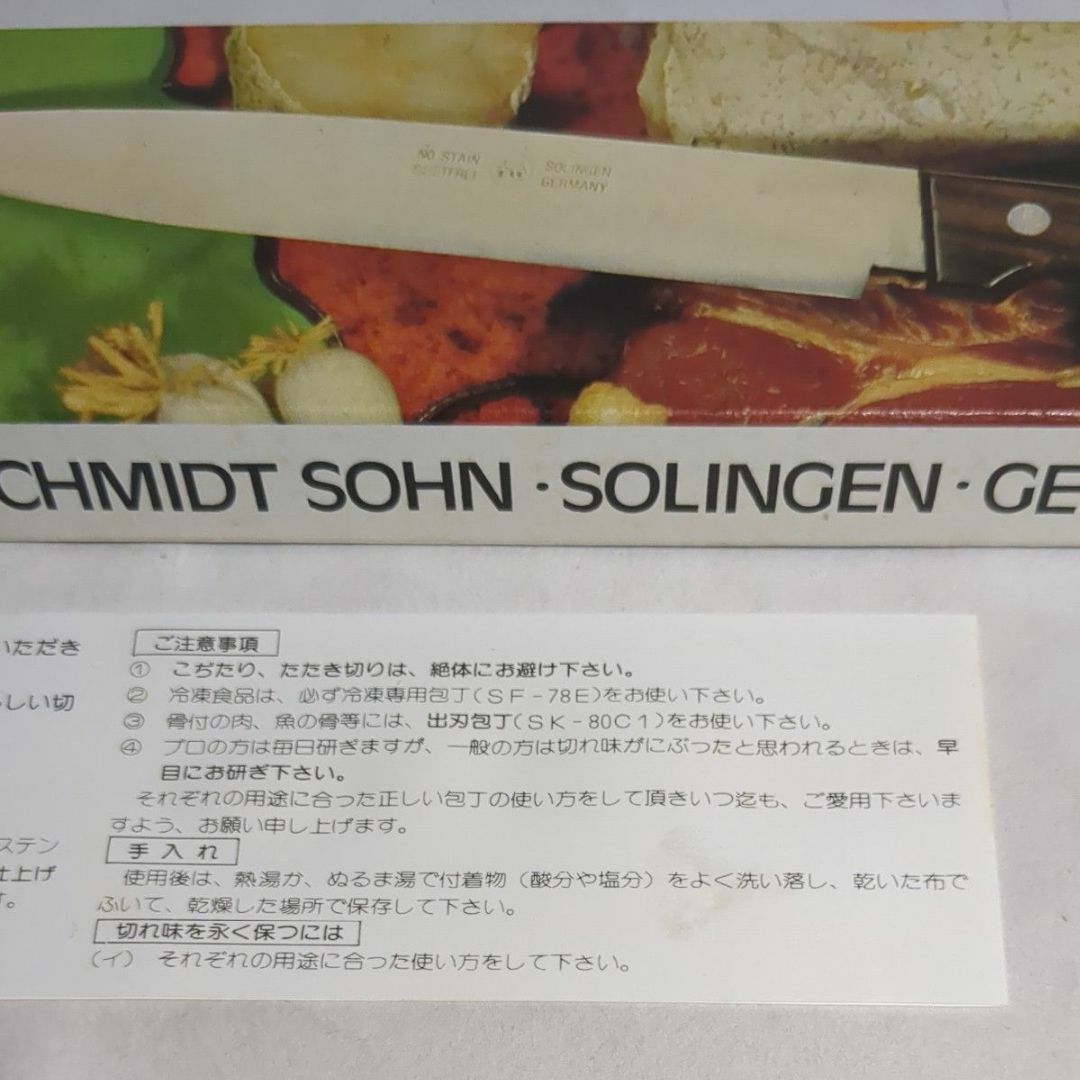 NO STAIN
SOLINGEN
GERMANY
CHMIDT SOHN · SOLINGEN · GE
いただき
しい切
ステン
仕上げ
す。
ご注意事項
① こぢたり、たたき切りは、絶体にお避け下さい。
② 冷凍食品は、必ず冷凍専用包丁(SF-78E)をお使い下さい。
③ 骨付の肉、魚の骨等には、出刃包丁(SK-80C1)をお使い下さい。
④ プロの方は毎日研ぎますが、一般の方は切れ味がにぶったと思われるときは、早
目にお研ぎ下さい。
それぞれの用途に合った正しい包丁の使い方をして頂きいつ迄も、ご愛用下さいま
すよう、お願い申し上げます。
手入れ
使用後は、熱湯か、ぬるま湯で付着物（酸分や塩分）をよく洗い落し、乾いた布で
ふいて、乾燥した場所で保存して下さい。
切れ味を永く保つには
（イ） それぞれの用途に合った使い方をして下さい。